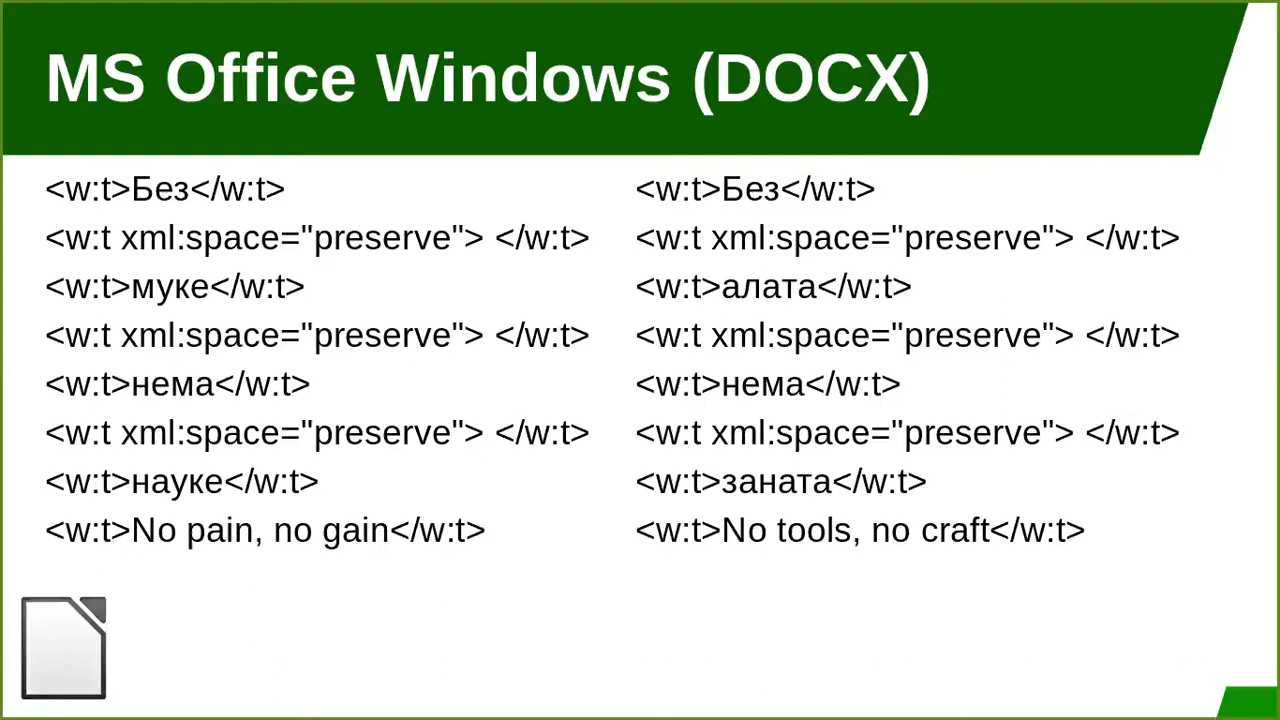 MS Office Windows (DOCX)
<w:t>Без</w:t>
<w:t xml:space="preserve"> </w:t>
<w:t>муке</w:t>
<w:t xml:space="preserve"> </w:t>
<w:t>нема</w:t>
<w:t xml:space="preserve"> </w:t>
<w:t>науке</w:t>
<w:t>No pain, no gain</w:t>
<w:t>Без</w:t>
<w:t xml:space="preserve"> </w:t>
<w:t>алата</w:t>
<w:t xml:space="preserve"> </w:t>
<w:t>нема</w:t>
<w:t xml:space="preserve"> </w:t>
<w:t>заната</w:t>
<w:t>No tools, no craft</w:t>